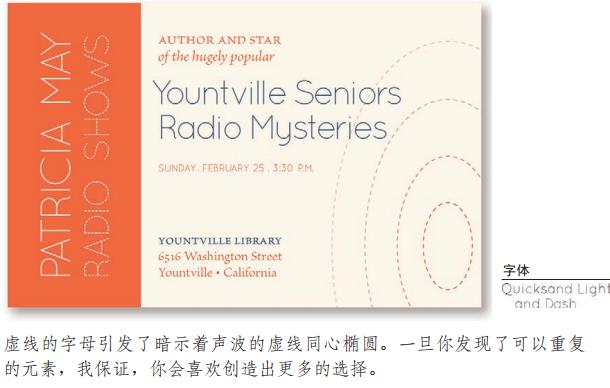 PATRICIA MAY
RADIO SHOWS
AUTHOR AND STAR
of the hugely popular
Yountville Seniors
Radio Mysteries
SUNDAY, FEBRUARY 25, 3:30 P.M.
YOUNTVILLE LIBRARY
6516 Washington Street
Yountville • California
字体
Quicksand Light
and Dash
虚线的字母引发了暗示着声波的虚线同心椭圆。一旦你发现了可以重复
的元素，我保证，你会喜欢创造出更多的选择。